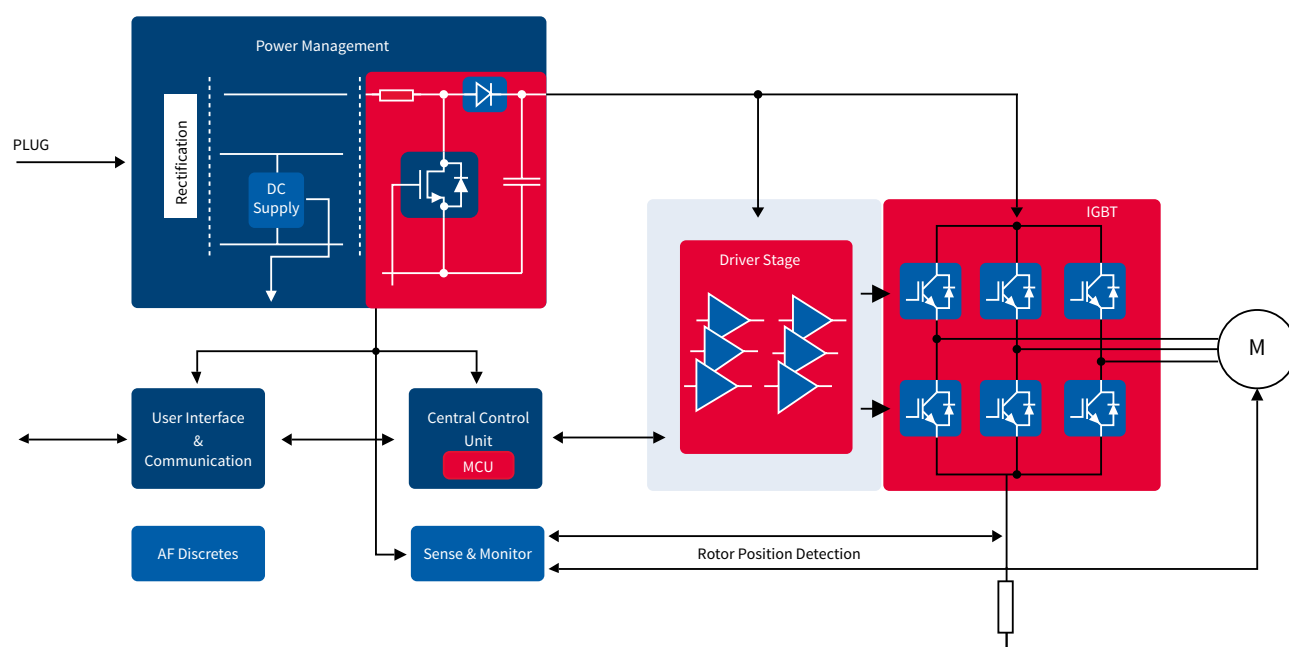 Power Management
PLUG
Rectification
DC
Supply
IGBT
Driver Stage
M
User Interface
&
Communication
Central Control
Unit
MCU
AF Discretes
Sense & Monitor
Rotor Position Detection